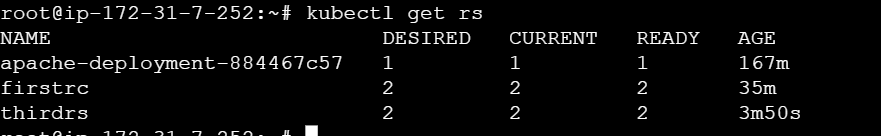 root@ip-172-31-7-252:~# kubectl get rs
NAME DESIRED CURRENT READY AGE
apache-deployment-884467c57 1 1 1 167m
firstrc 2 2 2 35m
thirdrs 2 2 2 3m50s
root@ip-172-31-7-252:~#